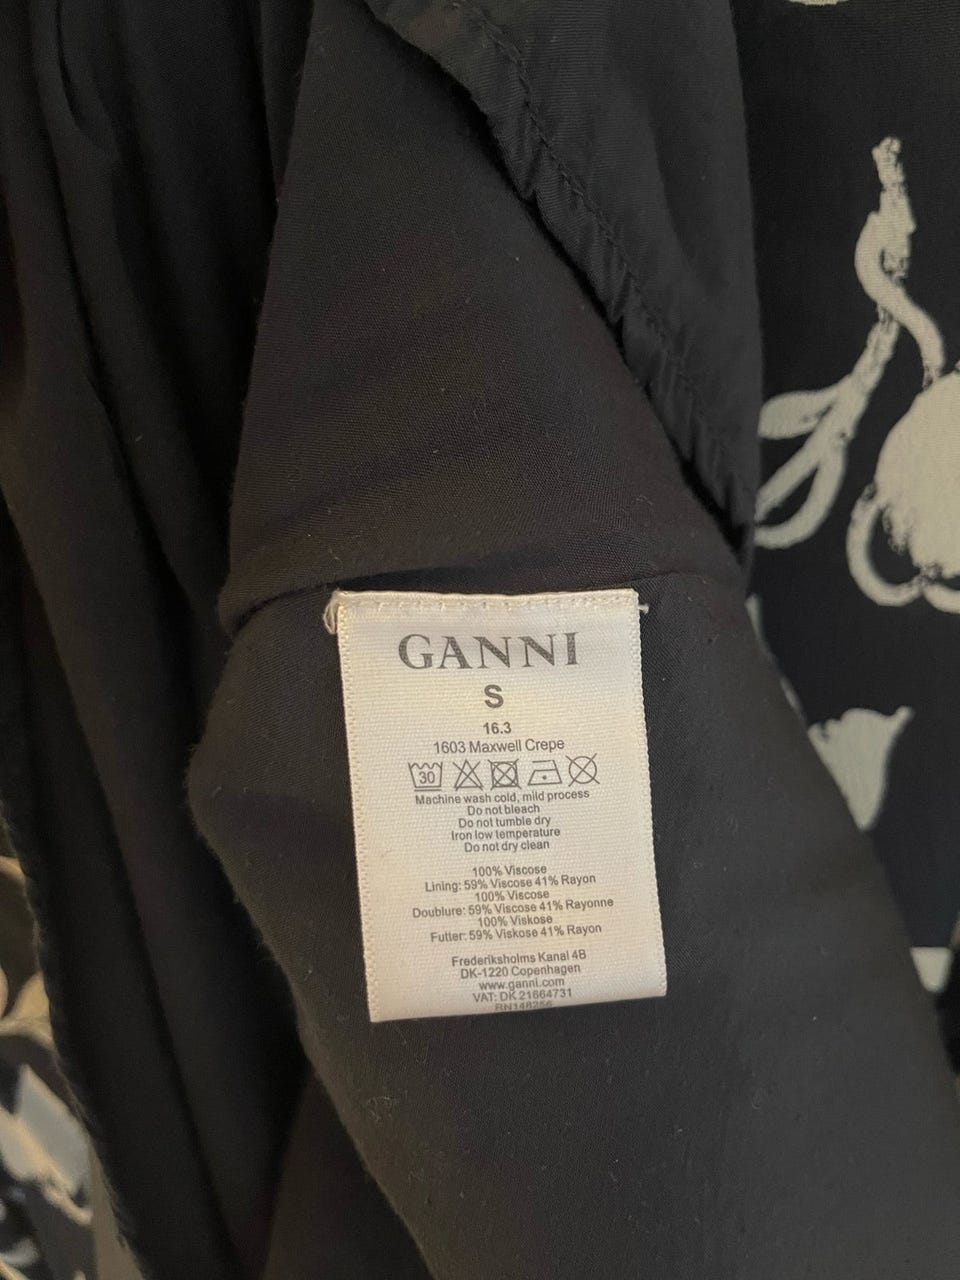 GANNI
S
16.3
1603 Maxwell Crepe
30
Machine wash cold, mild process
Do not bleach
Do not tumble dry
Iron low temperature
Do not dry clean
100% Viscose
Lining: 59% Viscose 41% Rayon
100% Viscose
Doublure: 59% Viscose 41% Rayonne
100% Viskose
Futter: 59% Viskose 41% Rayon
Frederiksholms Kanal 4B
DK-1220 Copenhagen
www.ganni.com
VAT: DK 21664731
RN148256